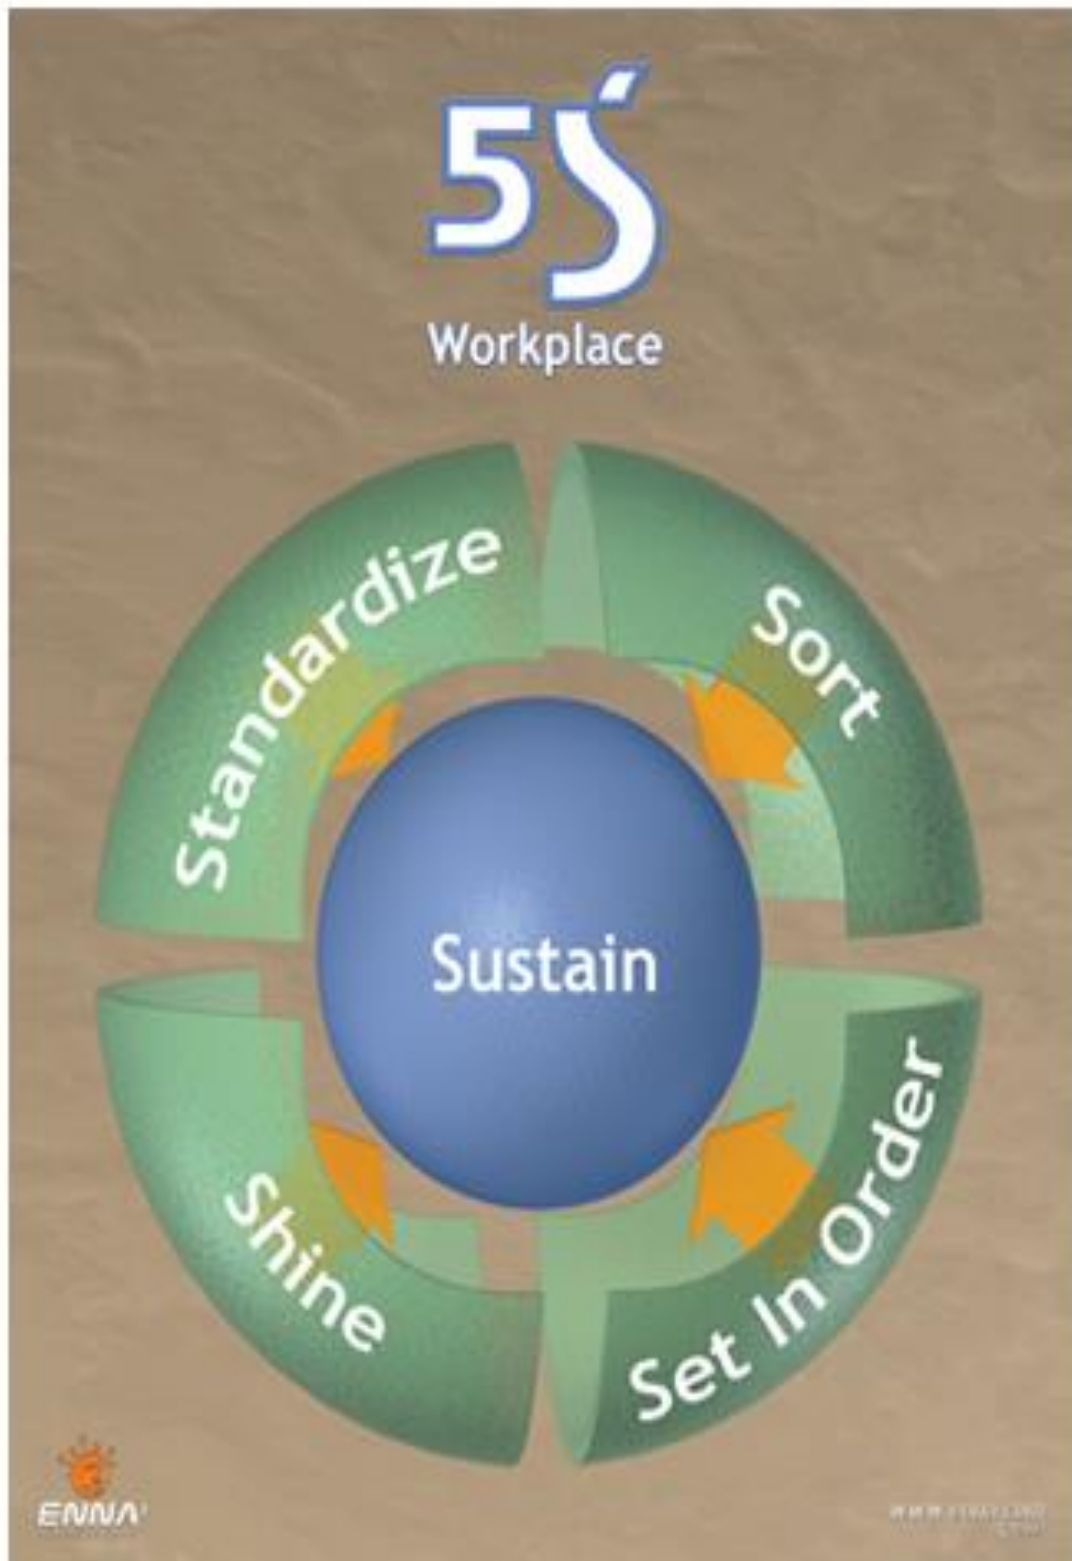 5S
Workplace
Standardize
Sort
Sustain
Shine
Set In Order
ENNA